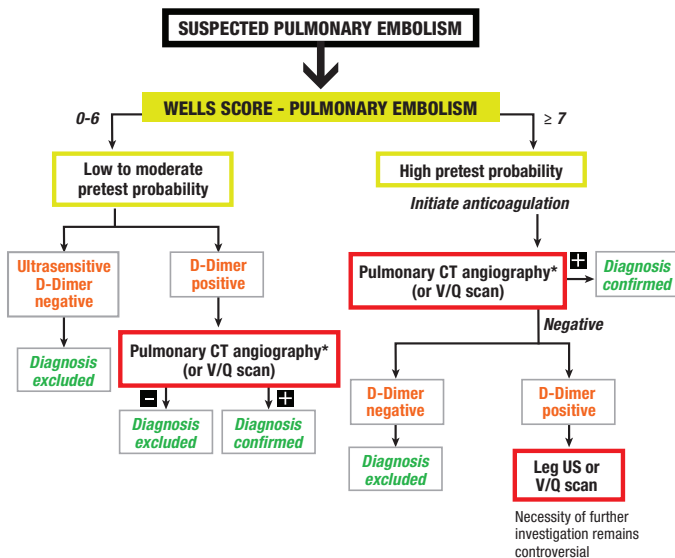 SUSPECTED PULMONARY EMBOLISM
WELLS SCORE - PULMONARY EMBOLISM
0-6
≥ 7
Low to moderate
pretest probability
High pretest probability
Initiate anticoagulation
Ultrasensitive
D-Dimer
negative
D-Dimer
positive
Pulmonary CT angiography*
(or V/Q scan)
+
Diagnosis
confirmed
Negative
Diagnosis
excluded
Pulmonary CT angiography*
(or V/Q scan)
−
+
Diagnosis
excluded
Diagnosis
confirmed
D-Dimer
negative
D-Dimer
positive
Diagnosis
excluded
Leg US or
V/Q scan
Necessity of further
investigation remains
controversial